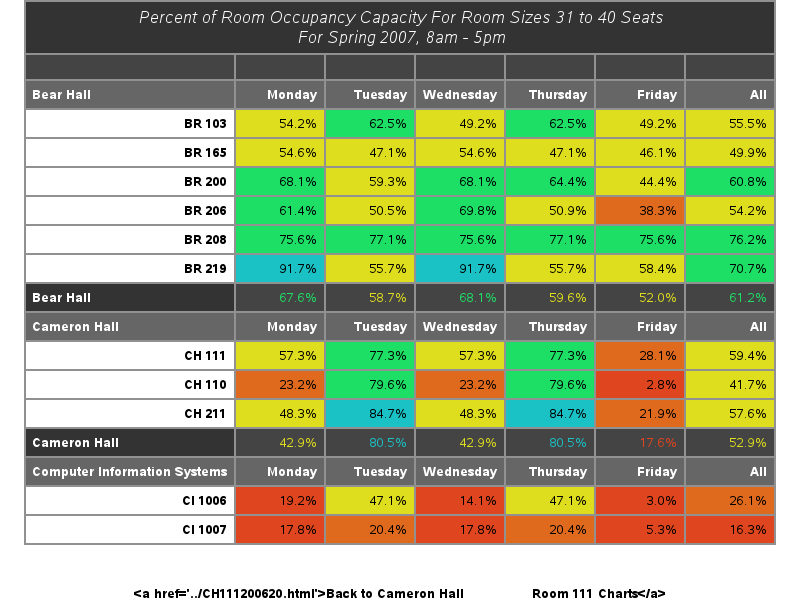 Percent of Room Occupancy Capacity For Room Sizes 31 to 40 Seats
For Spring 2007, 8am - 5pm
Bear Hall Monday Tuesday Wednesday Thursday Friday All
BR 103 54.2% 62.5% 49.2% 62.5% 49.2% 55.5%
BR 165 54.6% 47.1% 54.6% 47.1% 46.1% 49.9%
BR 200 68.1% 59.3% 68.1% 64.4% 44.4% 60.8%
BR 206 61.4% 50.5% 69.8% 50.9% 38.3% 54.2%
BR 208 75.6% 77.1% 75.6% 77.1% 75.6% 76.2%
BR 219 91.7% 55.7% 91.7% 55.7% 58.4% 70.7%
Bear Hall 67.6% 58.7% 68.1% 59.6% 52.0% 61.2%
Cameron Hall Monday Tuesday Wednesday Thursday Friday All
CH 111 57.3% 77.3% 57.3% 77.3% 28.1% 59.4%
CH 110 23.2% 79.6% 23.2% 79.6% 2.8% 41.7%
CH 211 48.3% 84.7% 48.3% 84.7% 21.9% 57.6%
Cameron Hall 42.9% 80.5% 42.9% 80.5% 17.6% 52.9%
Computer Information Systems Monday Tuesday Wednesday Thursday Friday All
CI 1006 19.2% 47.1% 14.1% 47.1% 3.0% 26.1%
CI 1007 17.8% 20.4% 17.8% 20.4% 5.3% 16.3%
<a href='../CH111200620.html'>Back to Cameron Hall Room 111 Charts</a>